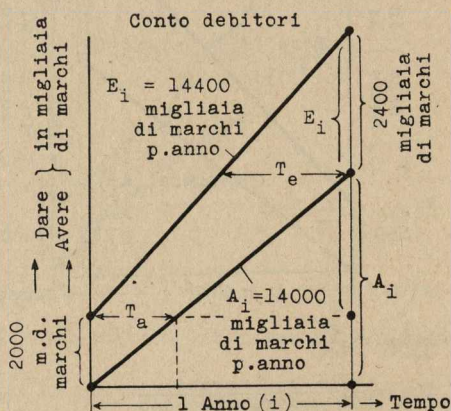 Conto debitori
E_i = 14400
migliaia
di marchi
p.anno
Dare } in migliaia
Avere } di marchi
E_i
2400
migliaia
di marchi
T_e
T_a
A_i=14000
migliaia
di marchi
p.anno
A_i
2000
m.d.
marchi
1 Anno (i)
Tempo